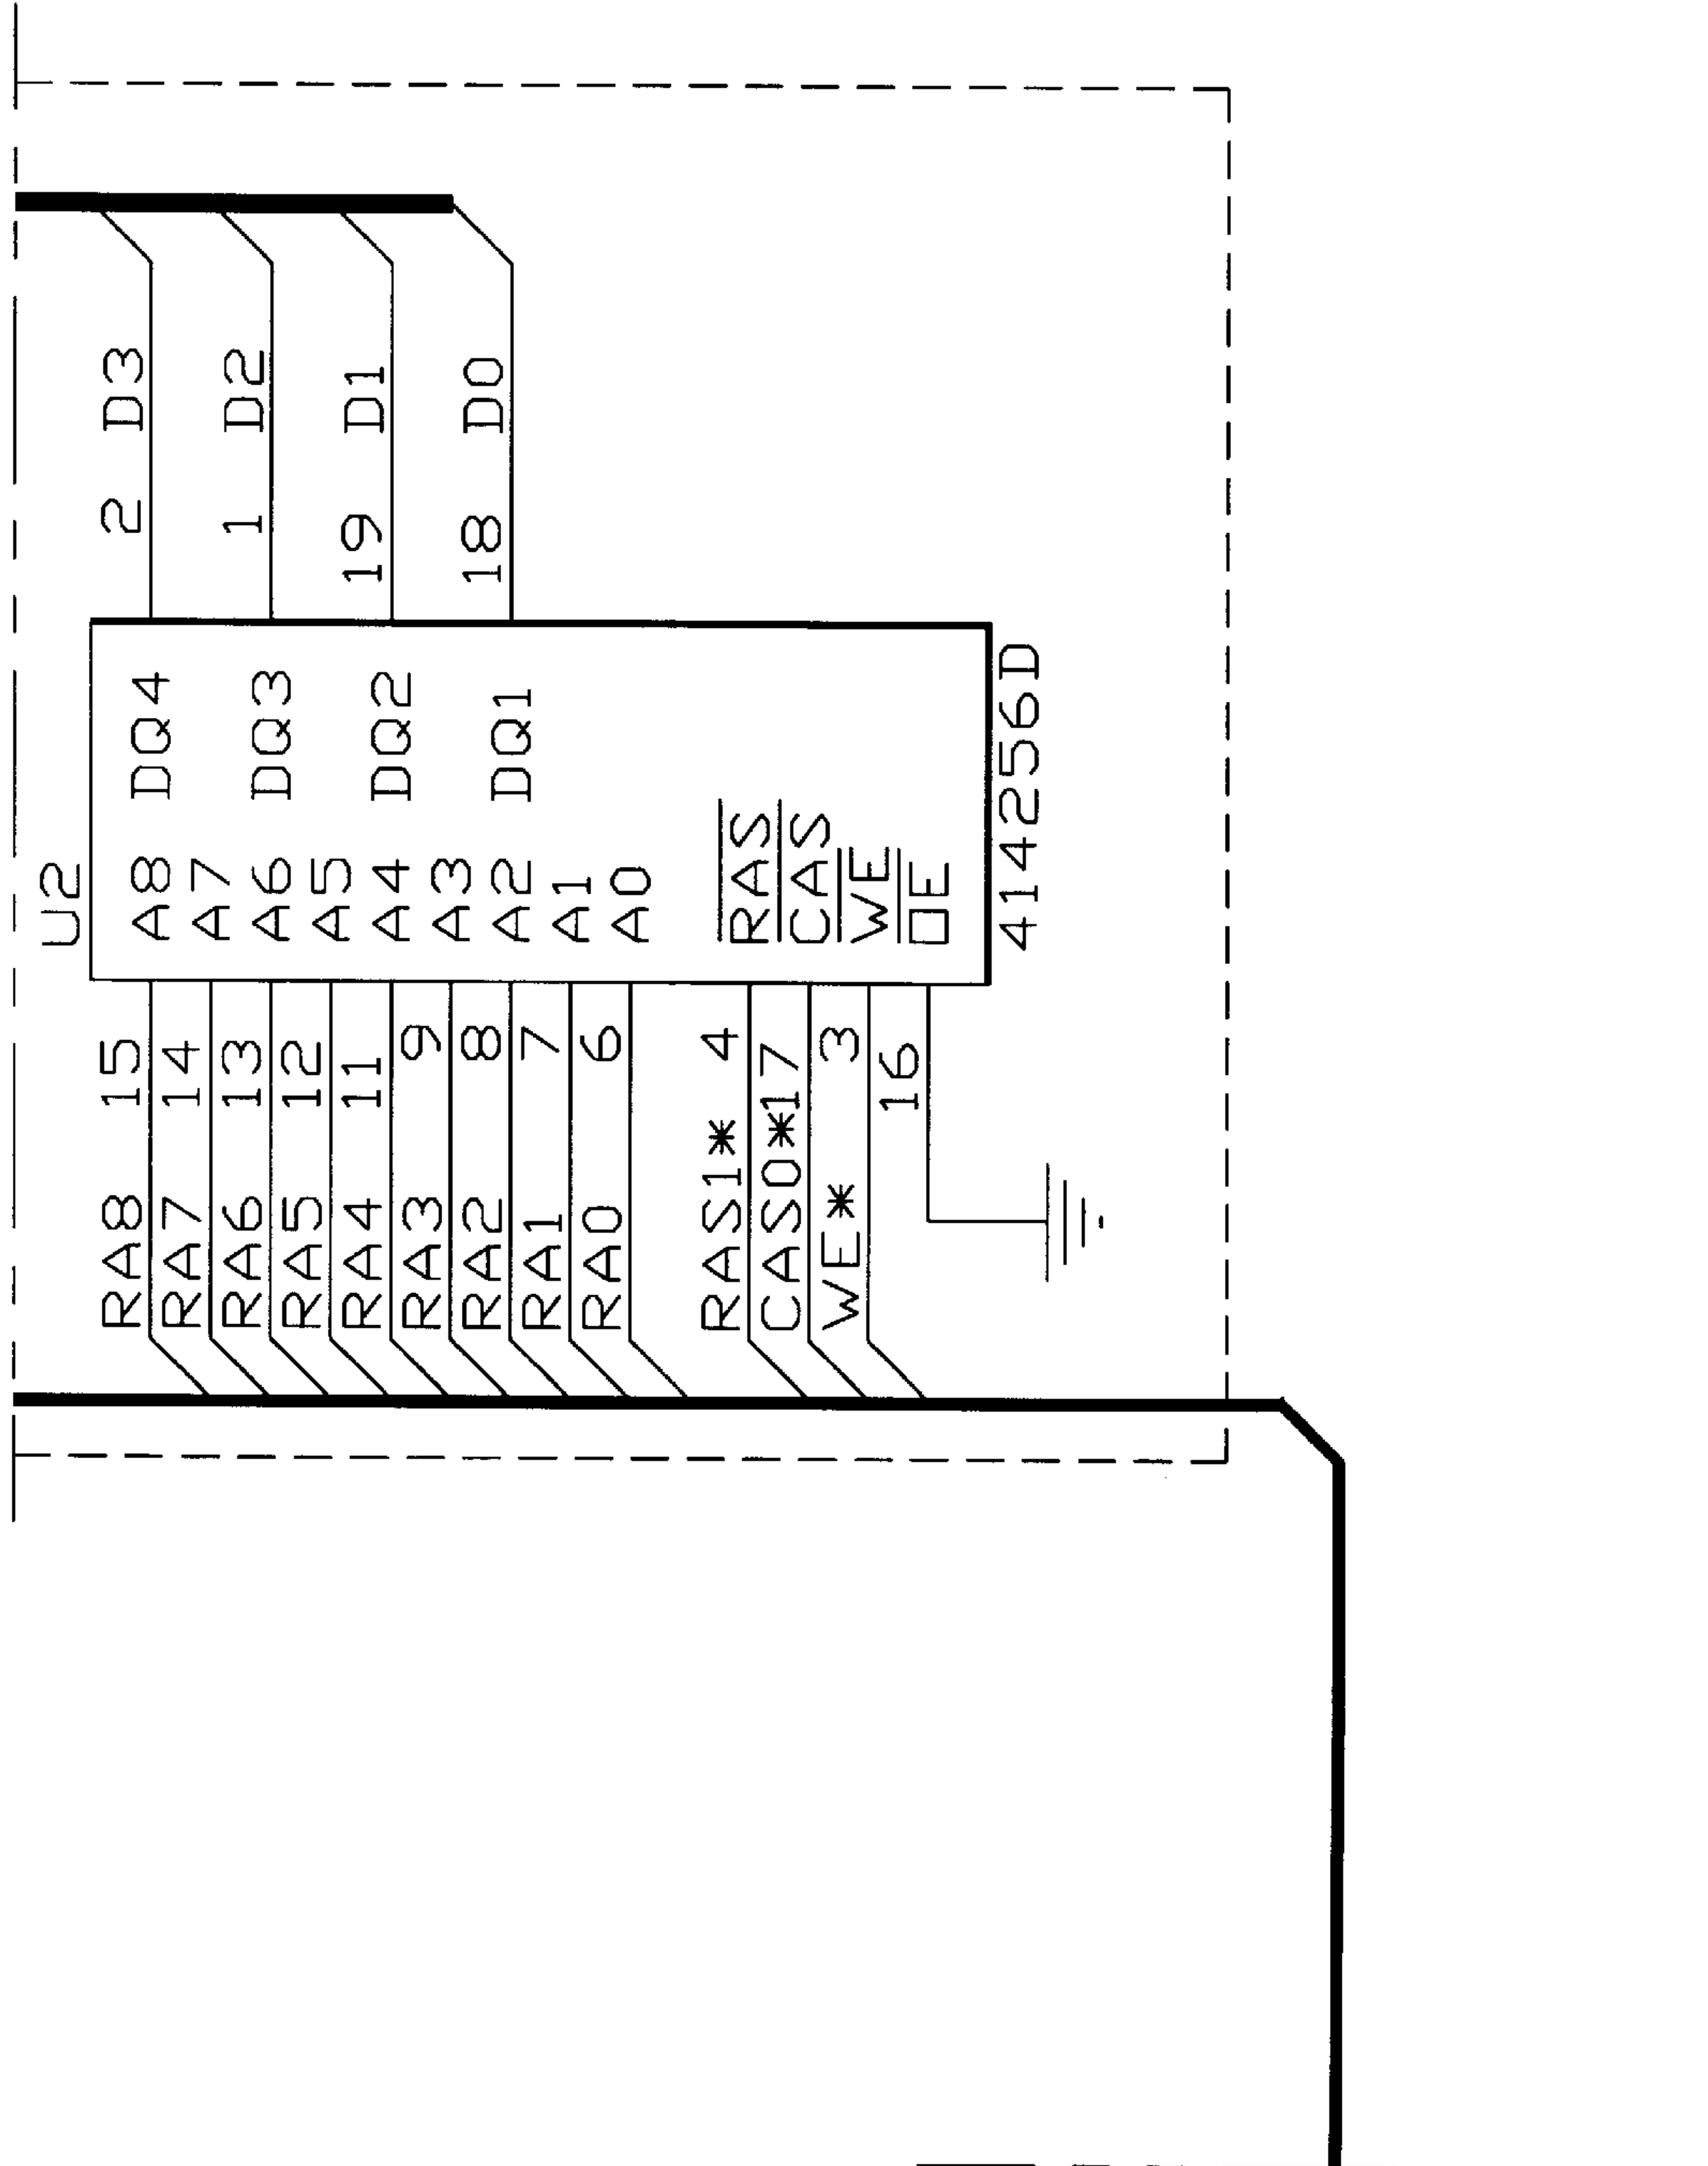 U2
RA8 15 A8 DQ4 2 D3
RA7 14 A7
RA6 13 A6 DQ3 1 D2
RA5 12 A5
RA4 11 A4 DQ2 19 D1
RA3 9 A3
RA2 8 A2 DQ1 18 D0
RA1 7 A1
RA0 6 A0
RAS1* 4 RAS
CAS0*17 CAS
WE* 3 WE
16 OE
414256D